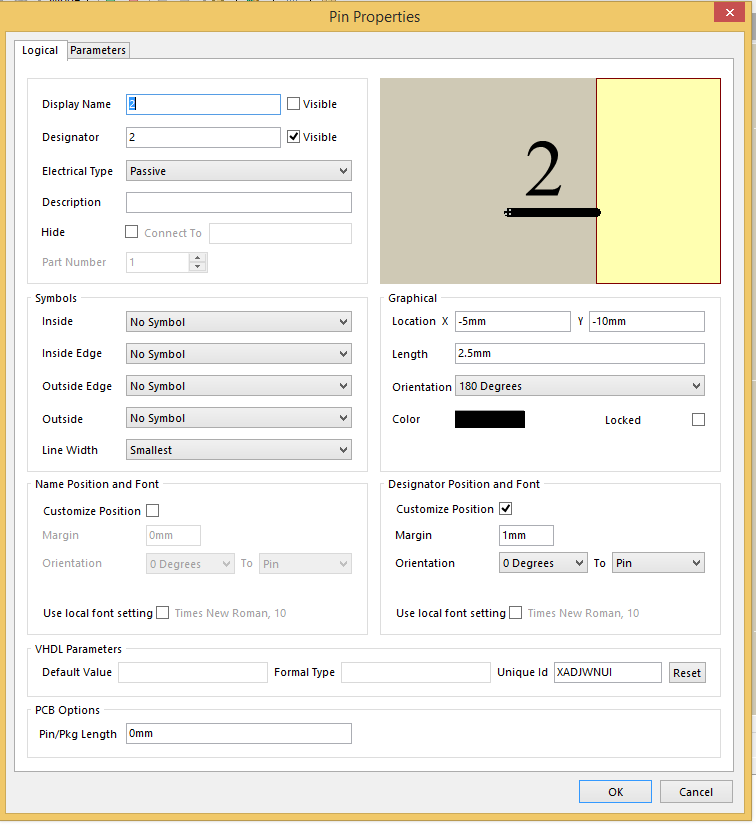 Pin Properties
Logical
Parameters
Display Name 2 Visible
Designator 2 Visible
Electrical Type Passive
Description
Hide Connect To
Part Number 1
2
Symbols
Inside No Symbol
Inside Edge No Symbol
Outside Edge No Symbol
Outside No Symbol
Line Width Smallest
Graphical
Location X -5mm Y -10mm
Length 2.5mm
Orientation 180 Degrees
Color Locked
Name Position and Font
Customize Position
Margin 0mm
Orientation 0 Degrees To Pin
Use local font setting Times New Roman, 10
Designator Position and Font
Customize Position
Margin 1mm
Orientation 0 Degrees To Pin
Use local font setting Times New Roman, 10
VHDL Parameters
Default Value Formal Type Unique Id XADJWNUI Reset
PCB Options
Pin/Pkg Length 0mm
OK Cancel